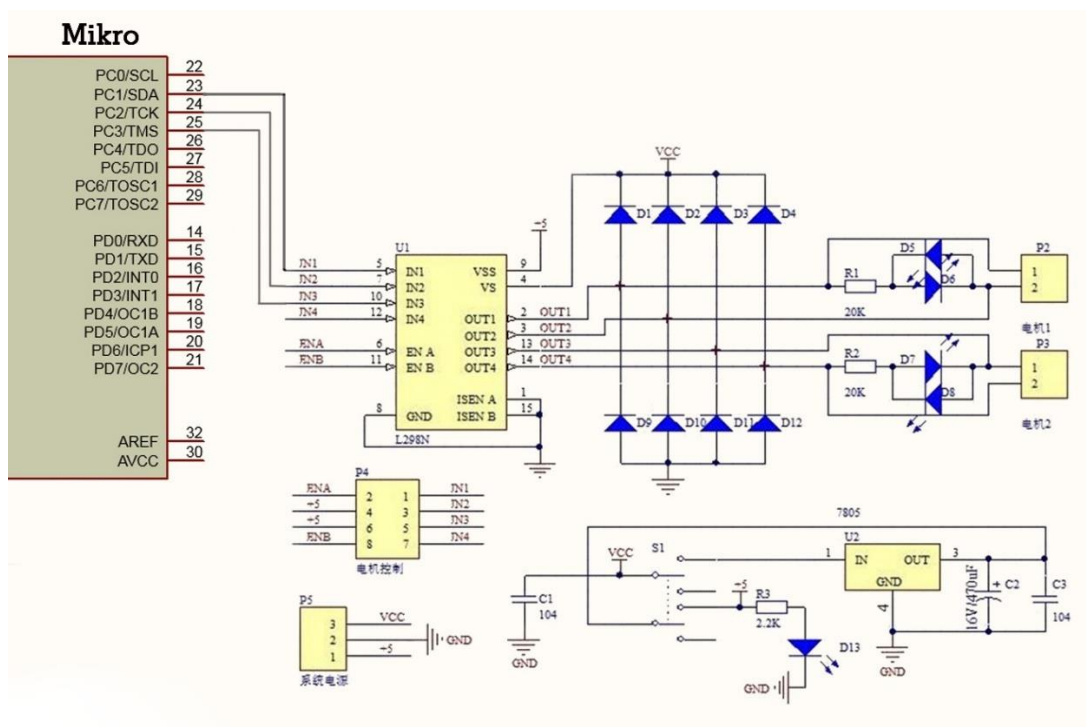 Mikro
PC0/SCL 22
PC1/SDA 23
PC2/TCK 24
PC3/TMS 25
PC4/TDO 26
PC5/TDI 27
PC6/TOSC1 28
PC7/TOSC2 29
PD0/RXD 14
PD1/TXD 15
PD2/INT0 16
PD3/INT1 17
PD4/OC1B 18
PD5/OC1A 19
PD6/ICP1 20
PD7/OC2 21
AREF 32
AVCC 30
U1
IN1 5 IN1 VSS 9 +5
IN2 7 IN2 VS 4
IN3 10 IN3
IN4 12 IN4 OUT1 2 OUT1
OUT2 3 OUT2
ENA 6 EN A OUT3 13 OUT3
ENB 11 EN B OUT4 14 OUT4
ISEN A 1
8 GND ISEN B 15
L298N
VCC
D1 D2 D3 D4
D9 D10 D11 D12
D5 P2
R1 D6 1
20K 2
电机1
P3
R2 D7 1
20K D8 2
电机2
P4
ENA 2 1 IN1
+5 4 3 IN2
+5 6 5 IN3
ENB 8 7 IN4
电机控制
P5
3 VCC
2 GND
1 +5
系统电源
7805
VCC S1 U2
1 IN OUT 3
GND
4
C1
104
GND
+5 R3
2.2K
D13
GND
16V/470uF + C2
C3
104
GND